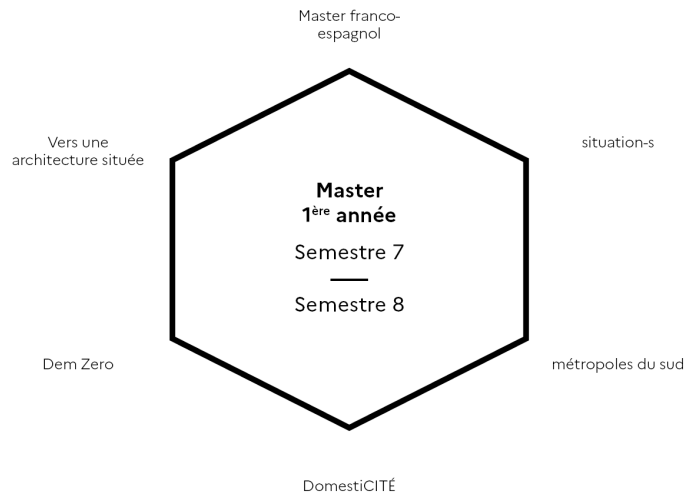 Master franco-
espagnol
Vers une
architecture située
situation-s
Master
1ère année
Semestre 7
Semestre 8
Dem Zero
métropoles du sud
DomestiCITÉ